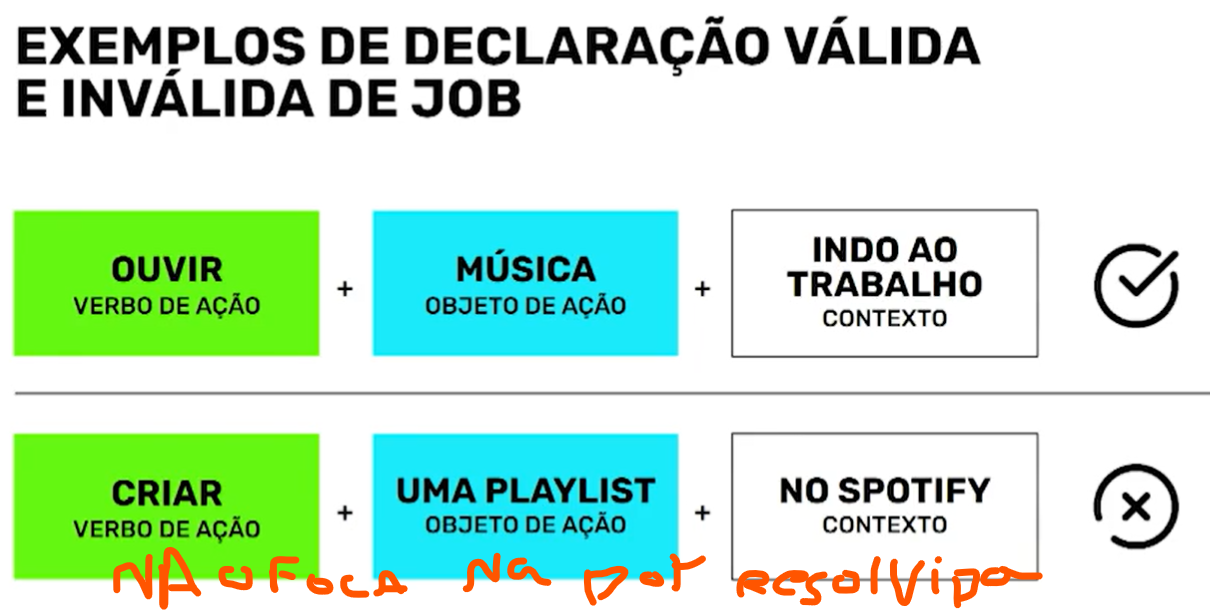 EXEMPLOS DE DECLARAÇÃO VÁLIDA
E INVÁLIDA DE JOB
OUVIR
VERBO DE AÇÃO
+
MÚSICA
OBJETO DE AÇÃO
+
INDO AO
TRABALHO
CONTEXTO
CRIAR
VERBO DE AÇÃO
+
UMA PLAYLIST
OBJETO DE AÇÃO
+
NO SPOTIFY
CONTEXTO
NÃO FOCA NA DOR RESOLVIDA